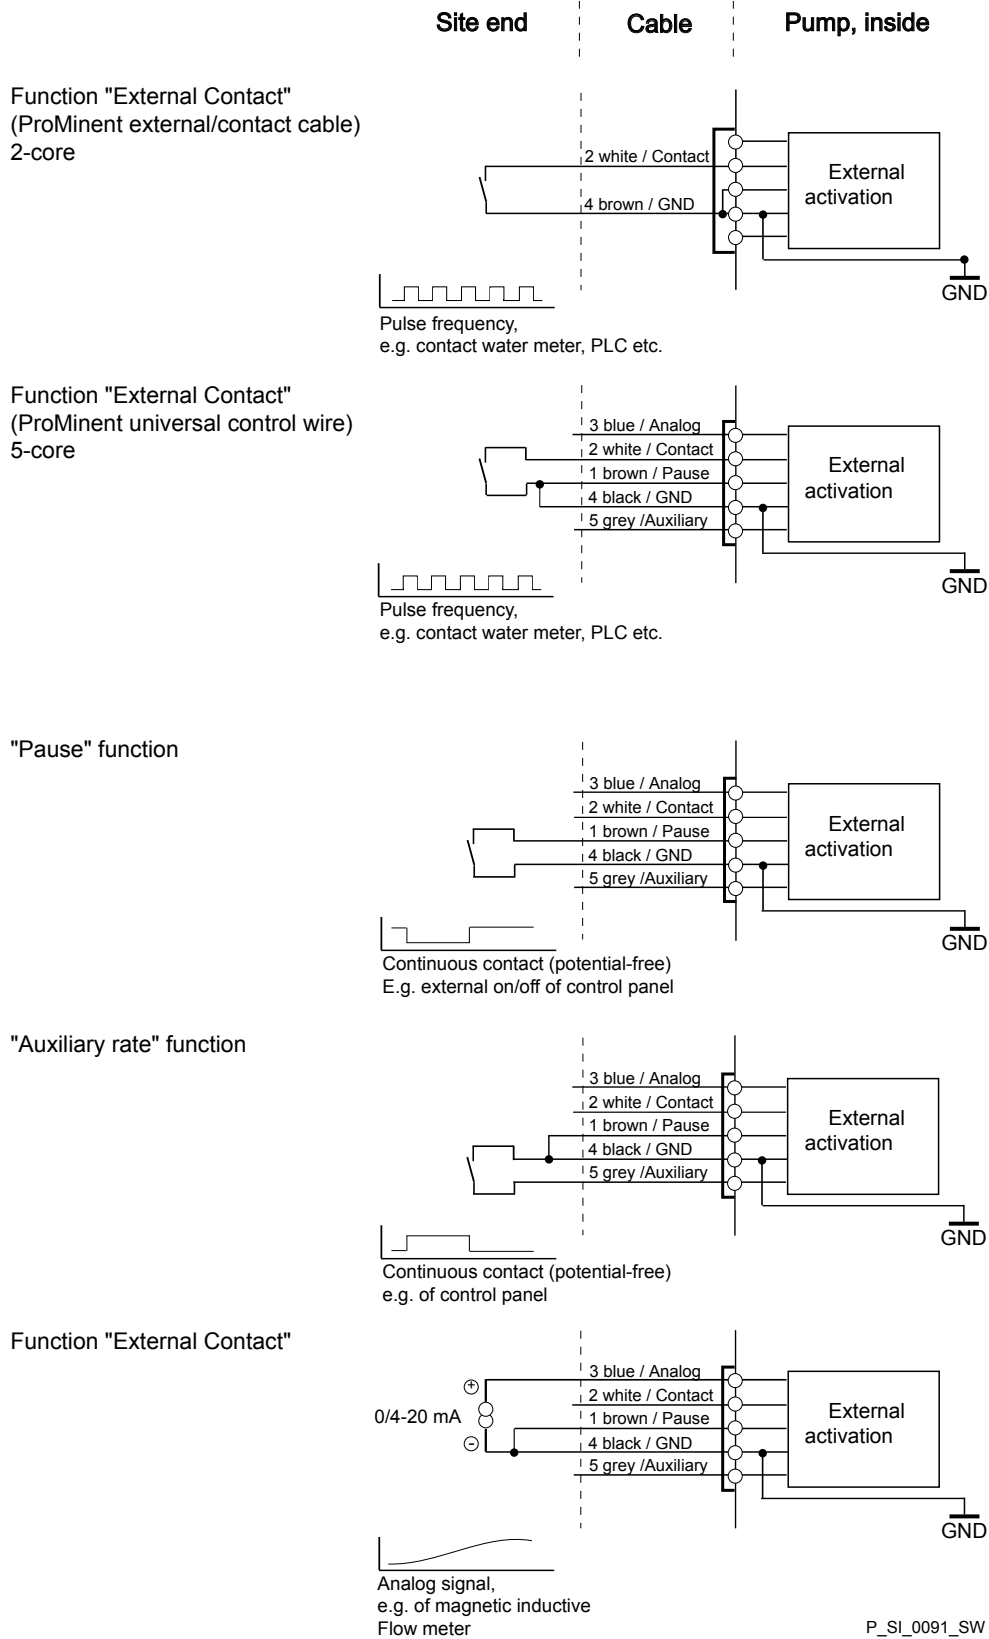 Site end
Cable
Pump, inside
Function "External Contact"
(ProMinent external/contact cable)
2-core
2 white / Contact
4 brown / GND
External
activation
GND
Pulse frequency,
e.g. contact water meter, PLC etc.
Function "External Contact"
(ProMinent universal control wire)
5-core
3 blue / Analog
2 white / Contact
1 brown / Pause
4 black / GND
5 grey /Auxiliary
External
activation
GND
Pulse frequency,
e.g. contact water meter, PLC etc.
"Pause" function
3 blue / Analog
2 white / Contact
1 brown / Pause
4 black / GND
5 grey /Auxiliary
External
activation
GND
Continuous contact (potential-free)
E.g. external on/off of control panel
"Auxiliary rate" function
3 blue / Analog
2 white / Contact
1 brown / Pause
4 black / GND
5 grey /Auxiliary
External
activation
GND
Continuous contact (potential-free)
e.g. of control panel
Function "External Contact"
+
0/4-20 mA
-
3 blue / Analog
2 white / Contact
1 brown / Pause
4 black / GND
5 grey /Auxiliary
External
activation
GND
Analog signal,
e.g. of magnetic inductive
Flow meter
P_SI_0091_SW